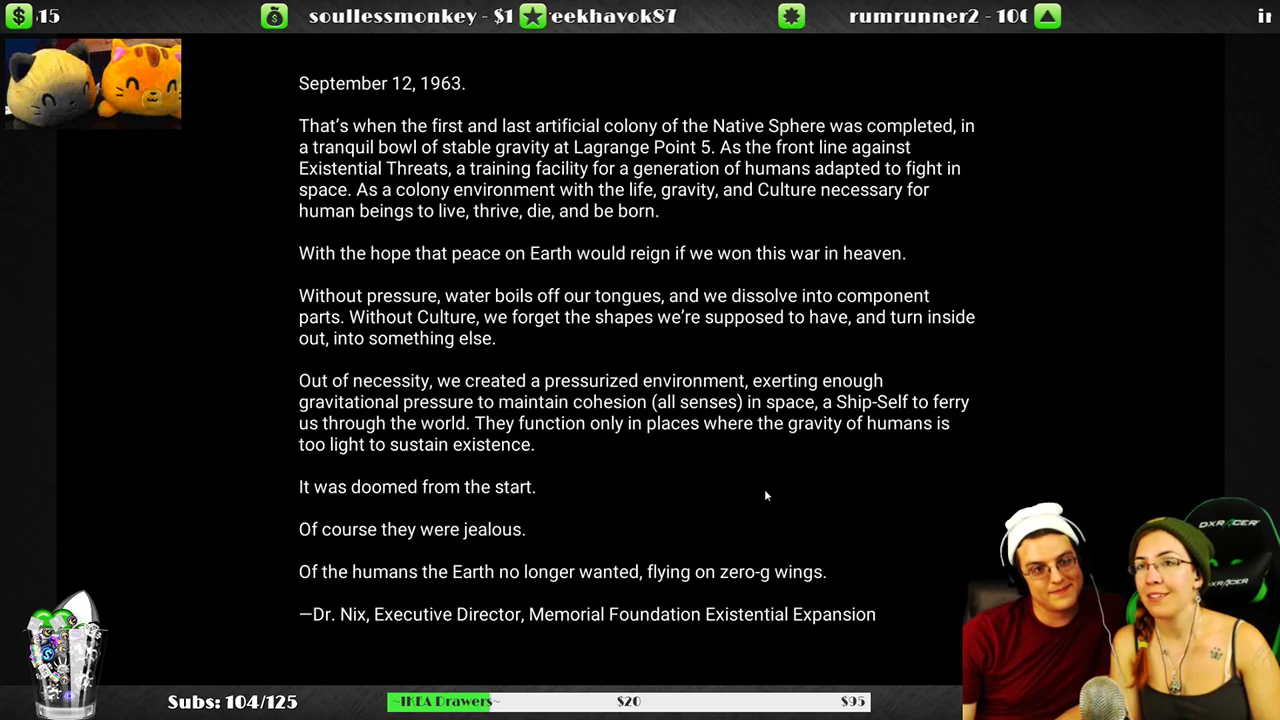 15
soullessmonkey - $1
eekhavok87
rumrunner2 - 100
September 12, 1963.
That's when the first and last artificial colony of the Native Sphere was completed, in
a tranquil bowl of stable gravity at Lagrange Point 5. As the front line against
Existential Threats, a training facility for a generation of humans adapted to fight in
space. As a colony environment with the life, gravity, and Culture necessary for
human beings to live, thrive, die, and be born.
With the hope that peace on Earth would reign if we won this war in heaven.
Without pressure, water boils off our tongues, and we dissolve into component
parts. Without Culture, we forget the shapes we're supposed to have, and turn inside
out, into something else.
Out of necessity, we created a pressurized environment, exerting enough
gravitational pressure to maintain cohesion (all senses) in space, a Ship-Self to ferry
us through the world. They function only in places where the gravity of humans is
too light to sustain existence.
It was doomed from the start.
Of course they were jealous.
Of the humans the Earth no longer wanted, flying on zero-g wings.
—Dr. Nix, Executive Director, Memorial Foundation Existential Expansion
DXRACER
DXRACER
Subs: 104/125
~IKEA Drawers~
$20
$95